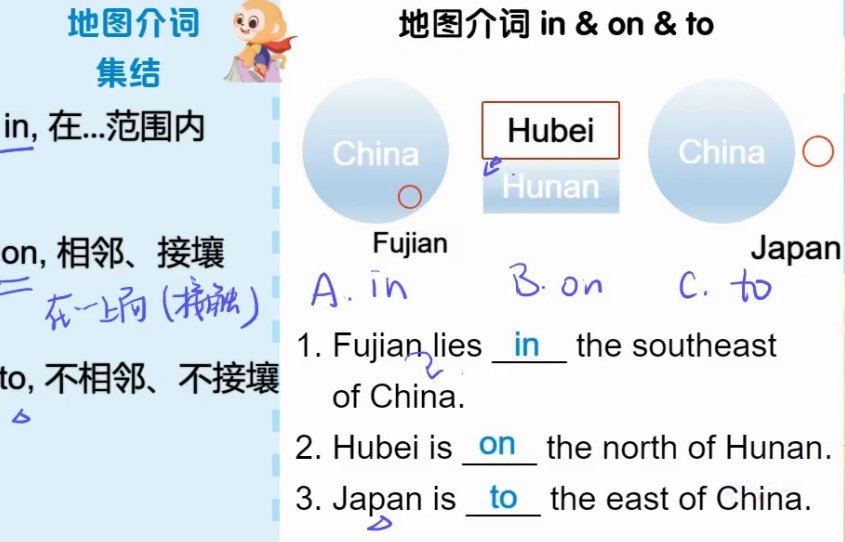 地图介词
集结
in, 在...范围内
on, 相邻、接壤
在一上面 (接触)
to, 不相邻、不接壤
地图介词 in & on & to
China
Hubei
Hunan
China
Fujian
Japan
A. in
B. on
C. to
1. Fujian lies in the southeast
of China.
2. Hubei is on the north of Hunan.
3. Japan is to the east of China.